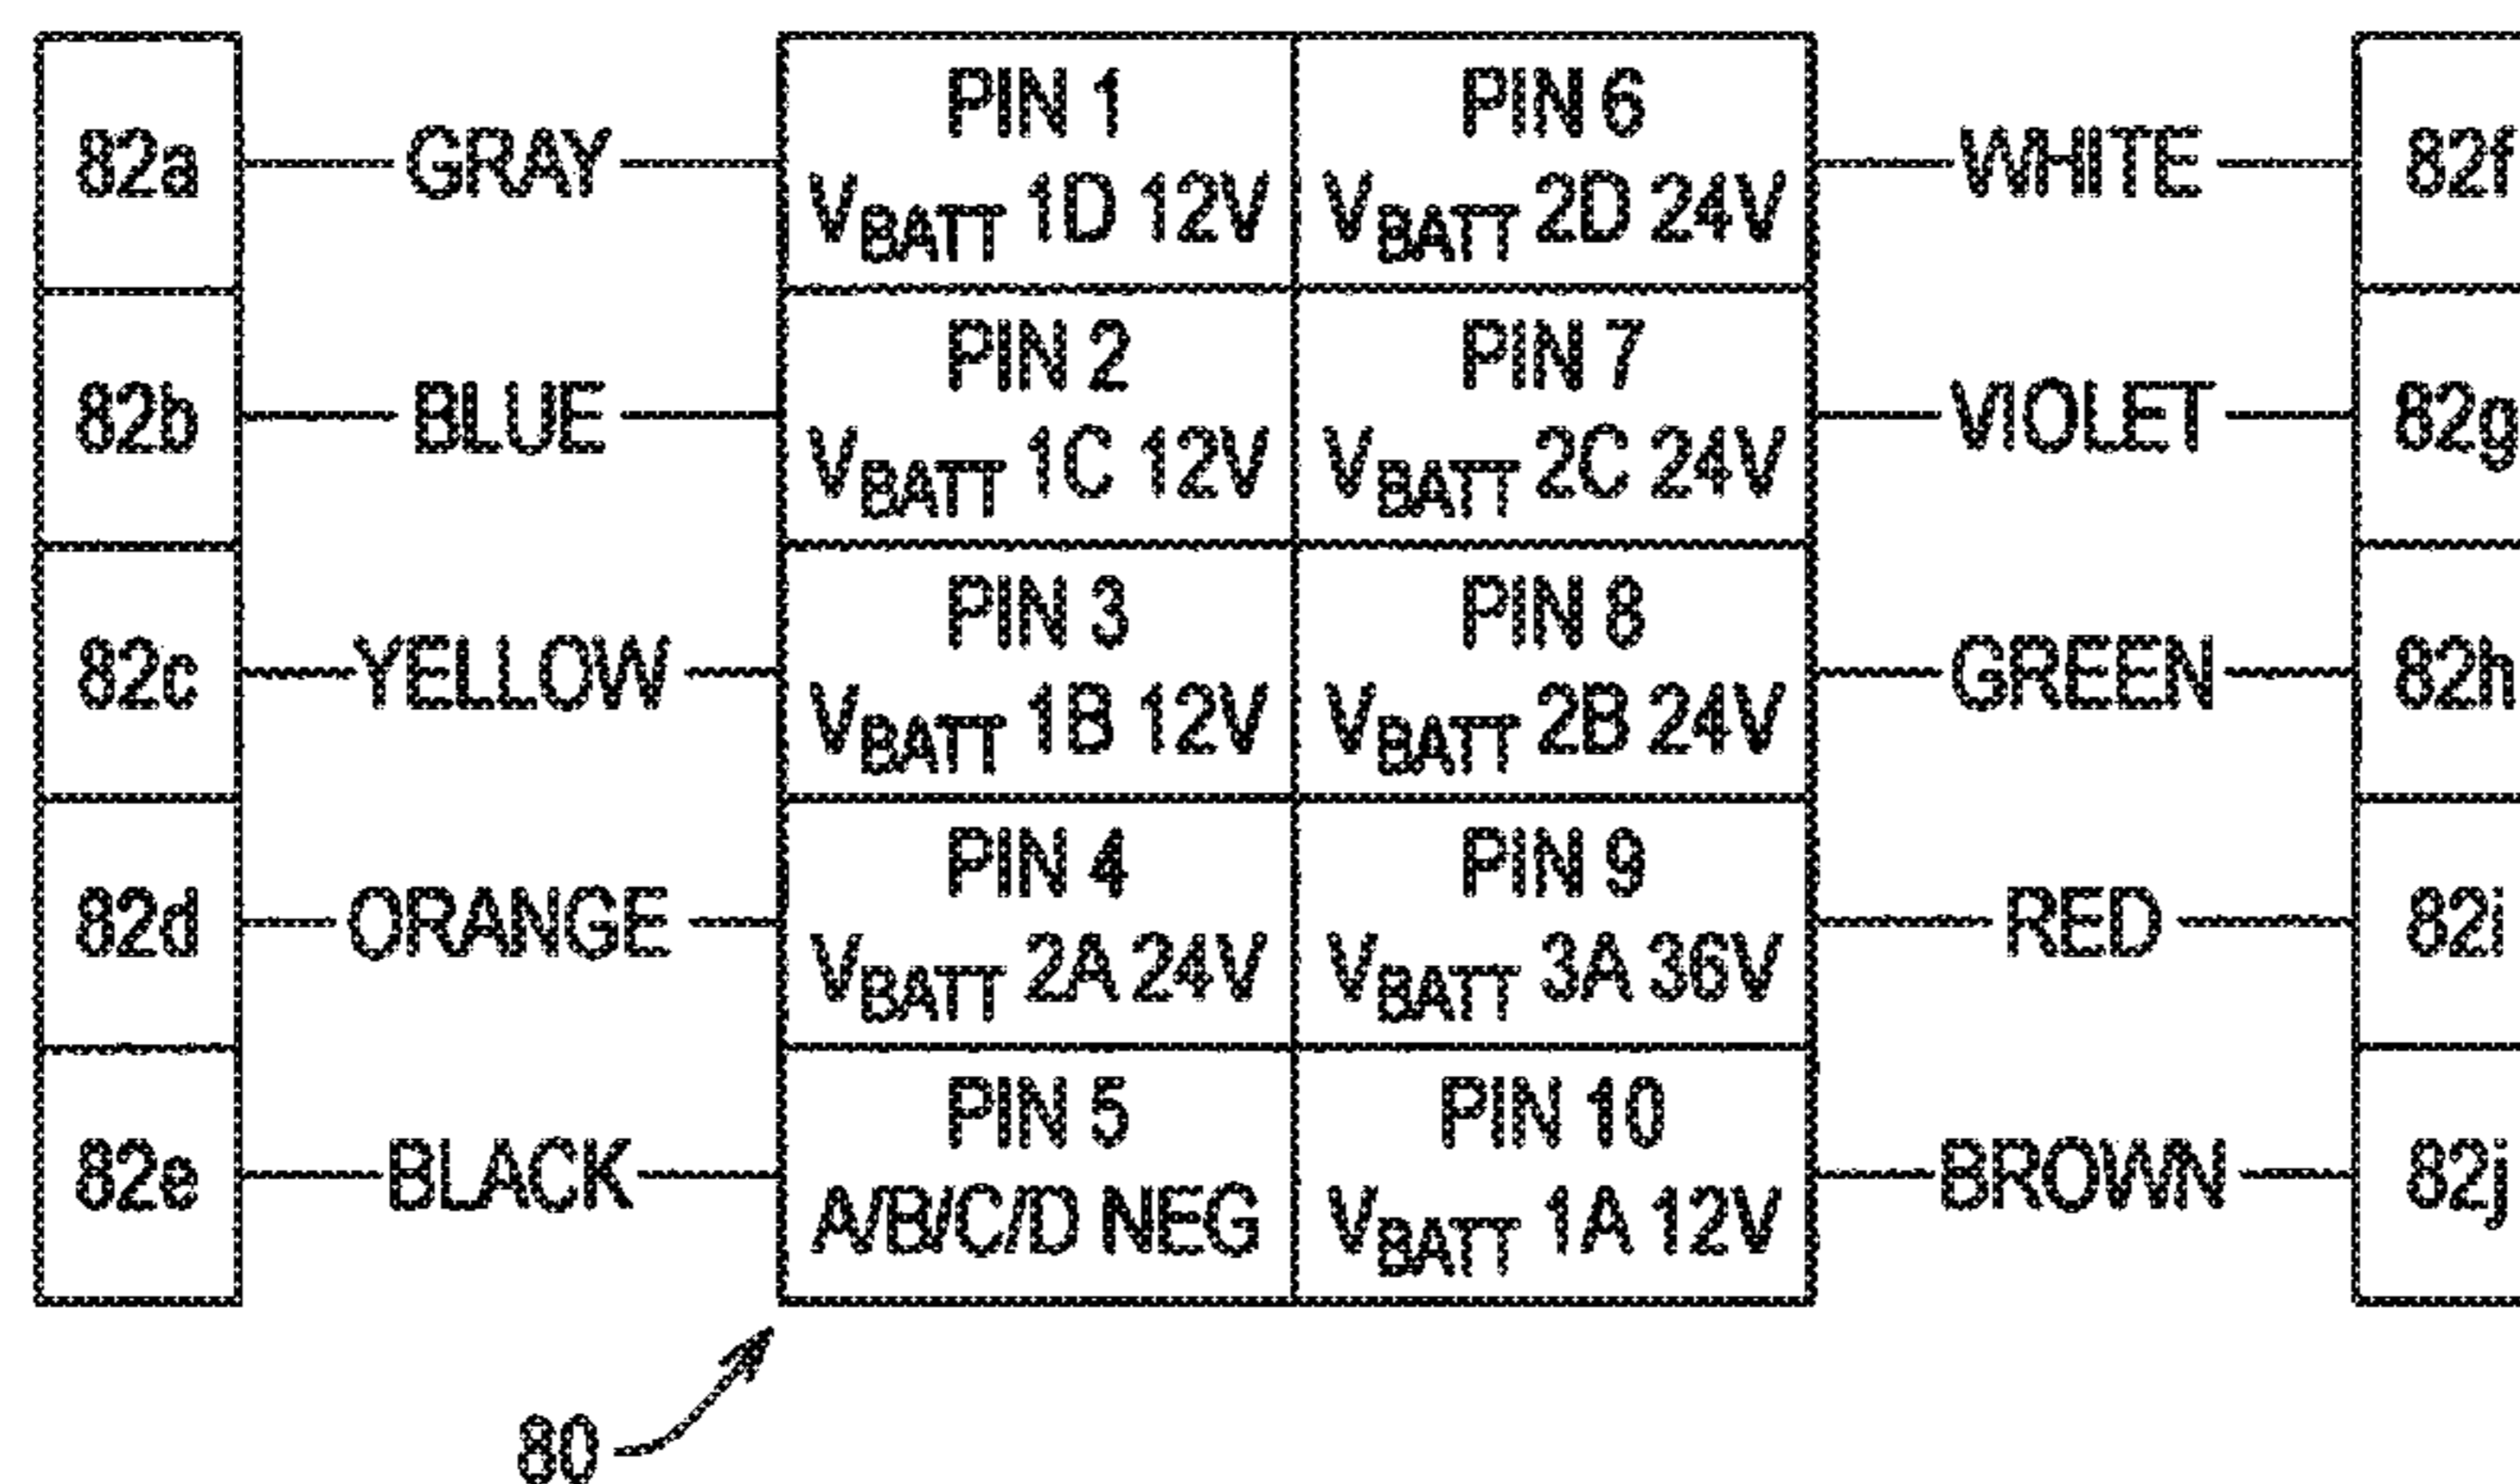 82a GRAY PIN 1 PIN 6 WHITE 82f
VBATT 1D 12V VBATT 2D 24V
82b BLUE PIN 2 PIN 7 VIOLET 82g
VBATT 1C 12V VBATT 2C 24V
82c YELLOW PIN 3 PIN 8 GREEN 82h
VBATT 1B 12V VBATT 2B 24V
82d ORANGE PIN 4 PIN 9 RED 82i
VBATT 2A 24V VBATT 3A 36V
82e BLACK PIN 5 PIN 10 BROWN 82j
A/B/C/D NEG VBATT 1A 12V
80